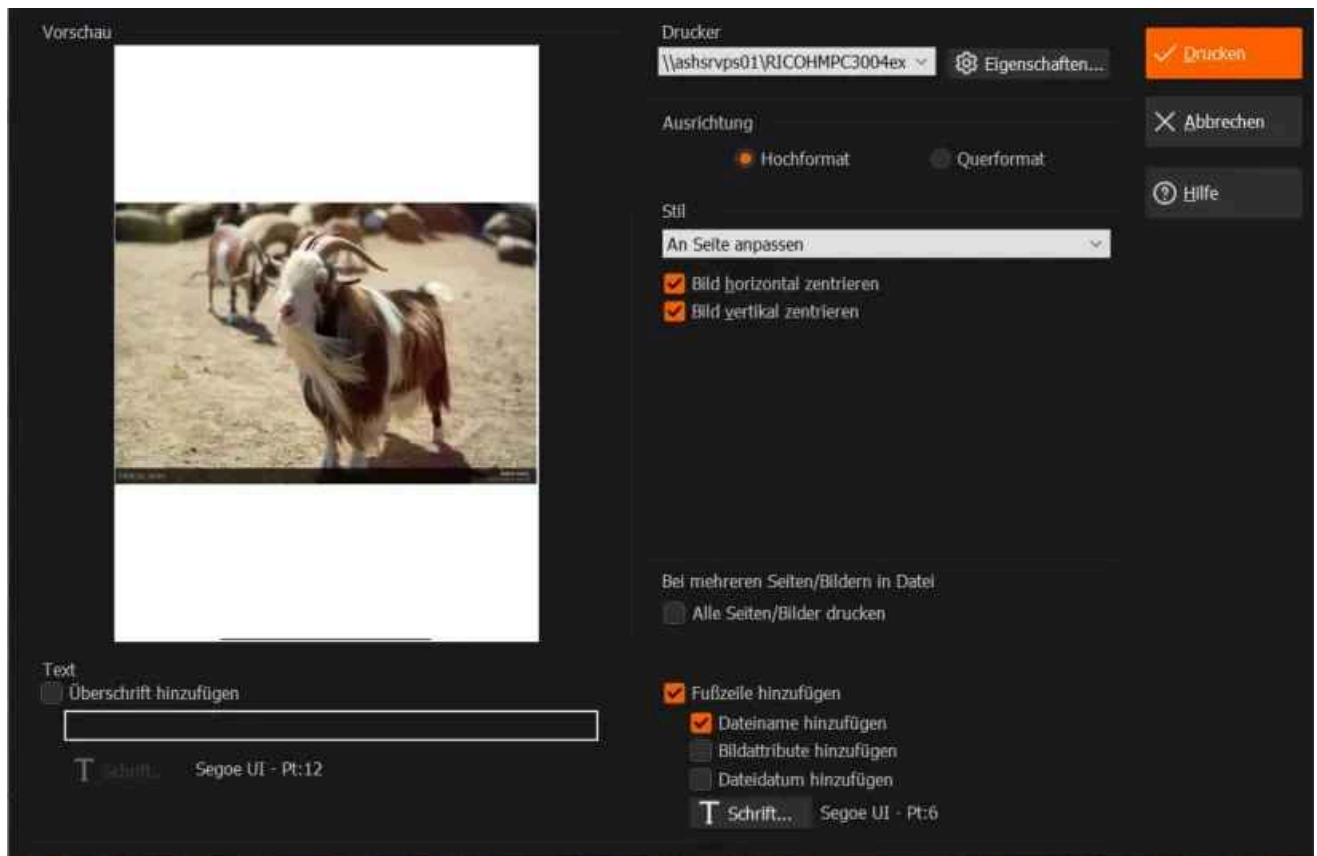 Vorschau
Drucker
\\ashsrvps01\RICOHMPC3004ex
Eigenschaften...
Drucken
Ausrichtung
Abbrechen
Hochformat
Querformat
Hilfe
Stil
An Seite anpassen
Bild horizontal zentrieren
Bild vertikal zentrieren
Bei mehreren Seiten/Bildern in Datei
Alle Seiten/Bilder drucken
Text
Überschrift hinzufügen
Schrift...
Segoe UI - Pt:12
Fußzeile hinzufügen
Dateiname hinzufügen
Bildattribute hinzufügen
Dateidatum hinzufügen
Schrift...
Segoe UI - Pt:6